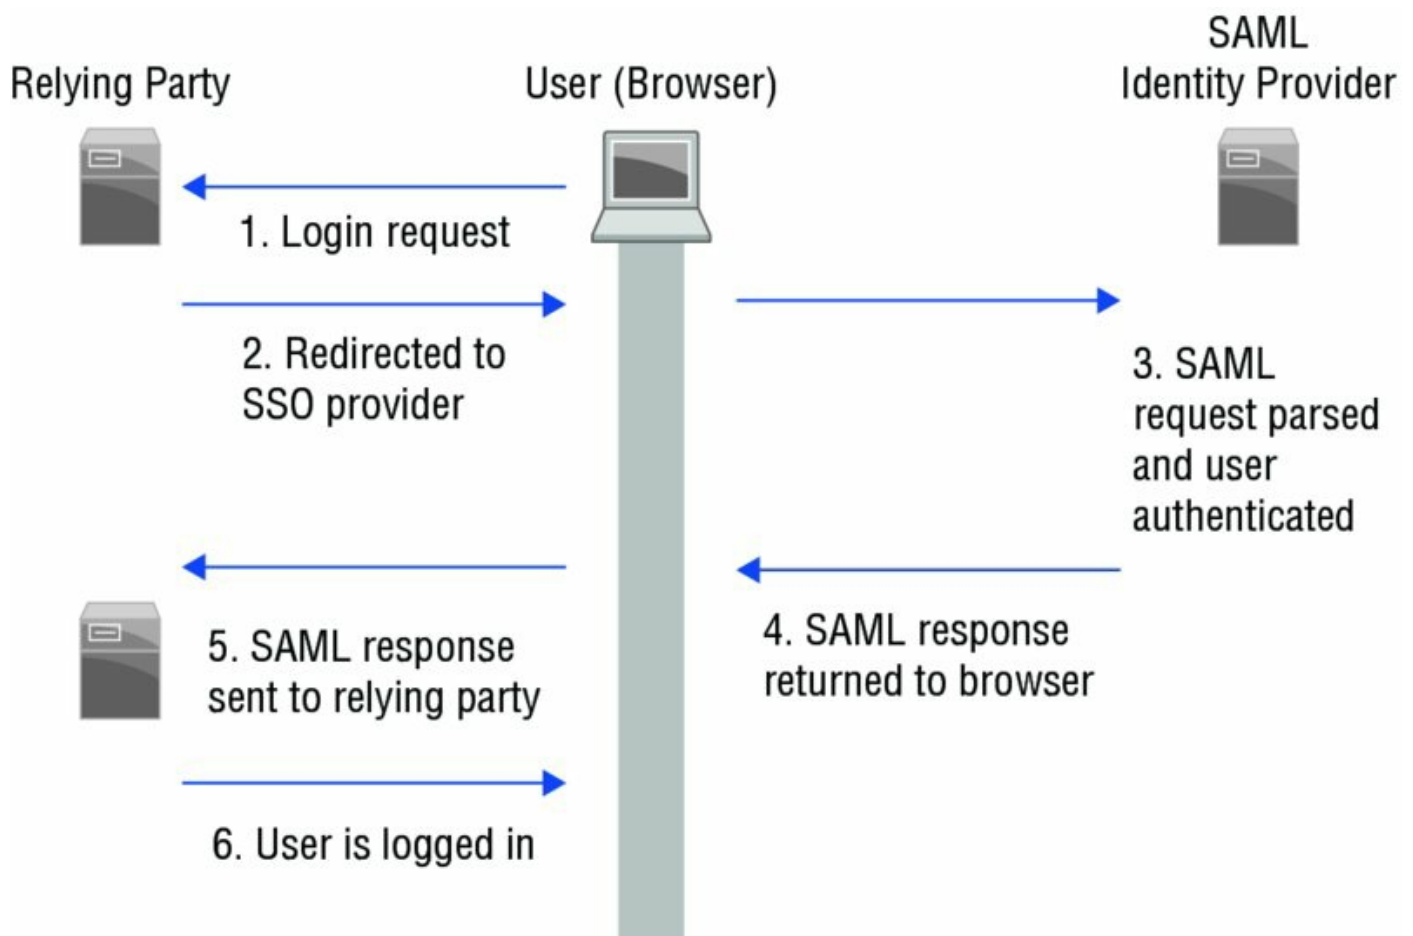 SAML
Relying Party
User (Browser)
Identity Provider
1. Login request
2. Redirected to
SSO provider
3. SAML
request parsed
and user
authenticated
4. SAML response
returned to browser
5. SAML response
sent to relying party
6. User is logged in